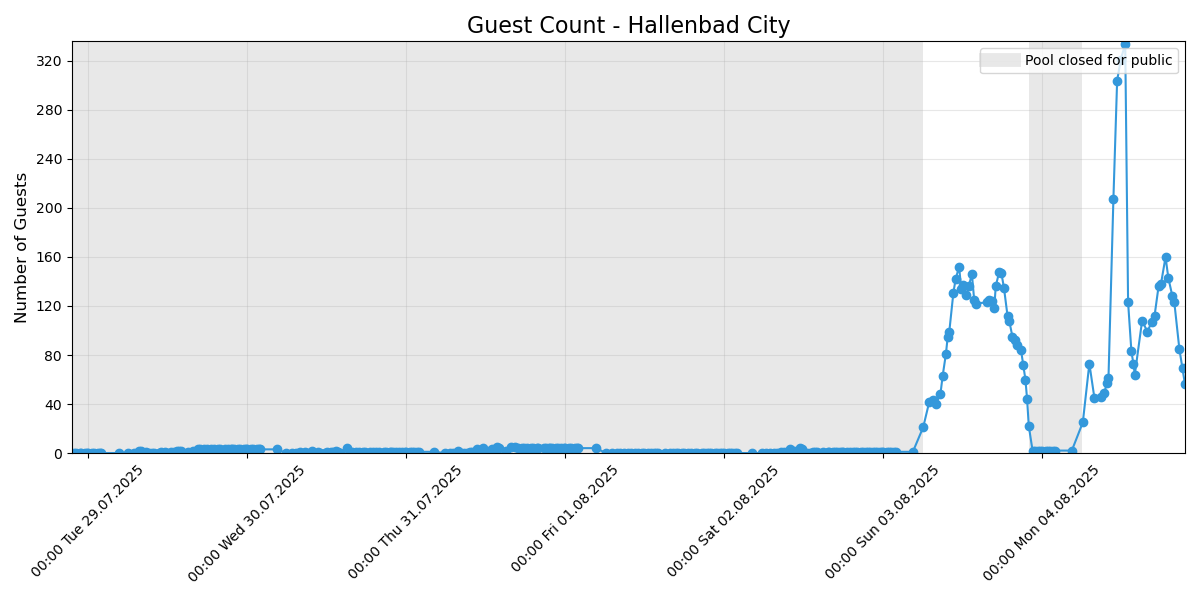 Guest Count - Hallenbad City
Pool closed for public
Number of Guests
320
280
240
200
160
120
80
40
0
00:00 Tue 29.07.2025
00:00 Wed 30.07.2025
00:00 Thu 31.07.2025
00:00 Fri 01.08.2025
00:00 Sat 02.08.2025
00:00 Sun 03.08.2025
00:00 Mon 04.08.2025